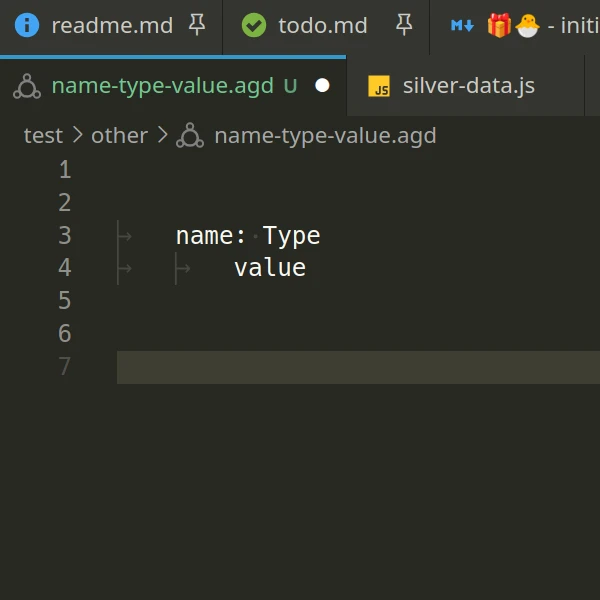 readme.md todo.md 🎁🐣 - initi
name-type-value.agd U JS silver-data.js
test > other > name-type-value.agd
1
2
3 name: Type
4 value
5
6
7